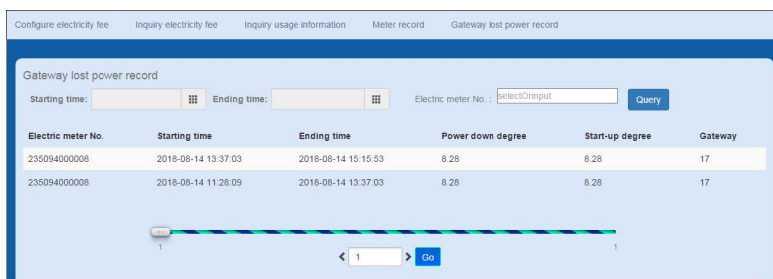 Configure electricity fee Inquiry electricity fee Inquiry usage information Meter record Gateway lost power record
Gateway lost power record
Starting time: Ending time: Electric meter No. : selectOrinput Query
Electric meter No. Starting time Ending time Power down degree Start-up degree Gateway
235094000008 2018-08-14 13:37:03 2018-08-14 15:15:53 8.28 8.28 17
235094000008 2018-08-14 11:28:09 2018-08-14 13:37:03 8.28 8.28 17
1 1
1 Go